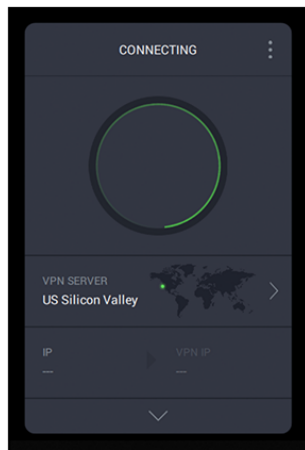 CONNECTING
VPN SERVER
US Silicon Valley
IP VPN IP
--- ---